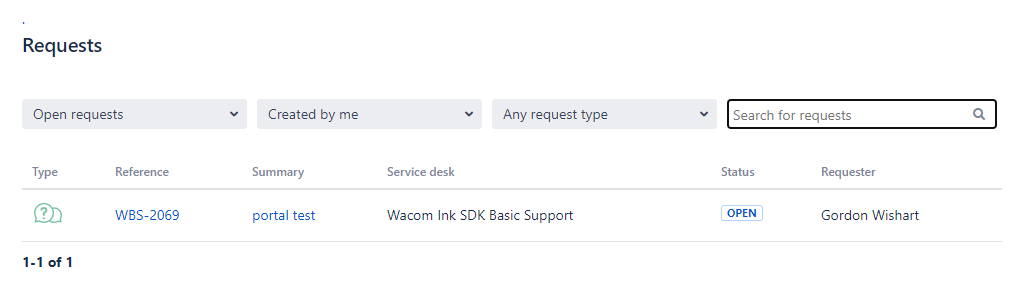 .
Requests
Open requests Created by me Any request type Search for requests
Type Reference Summary Service desk Status Requester
? WBS-2069 portal test Wacom Ink SDK Basic Support OPEN Gordon Wishart
1-1 of 1